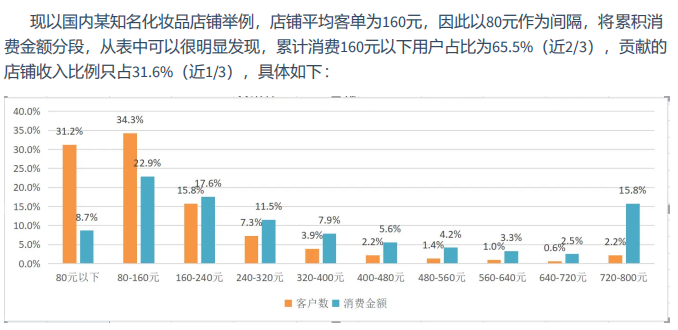 现以国内某知名化妆品店铺举例，店铺平均客单为160元，因此以80元作为间隔，将累积消
费金额分段，从表中可以很明显发现，累计消费160元以下用户占比为65.5%（近2/3），贡献的
店铺收入比例只占31.6%（近1/3），具体如下：
40.0%
35.0%
30.0%
25.0%
20.0%
15.0%
10.0%
5.0%
0.0%
31.2%
8.7%
34.3%
22.9%
15.8%
17.6%
7.3%
11.5%
3.9%
7.9%
2.2%
5.6%
1.4%
4.2%
1.0%
3.3%
0.6%
2.5%
2.2%
15.8%
80元以下
80-160元
160-240元
240-320元
320-400元
400-480元
480-560元
560-640元
640-720元
720-800元
客户数
消费金额